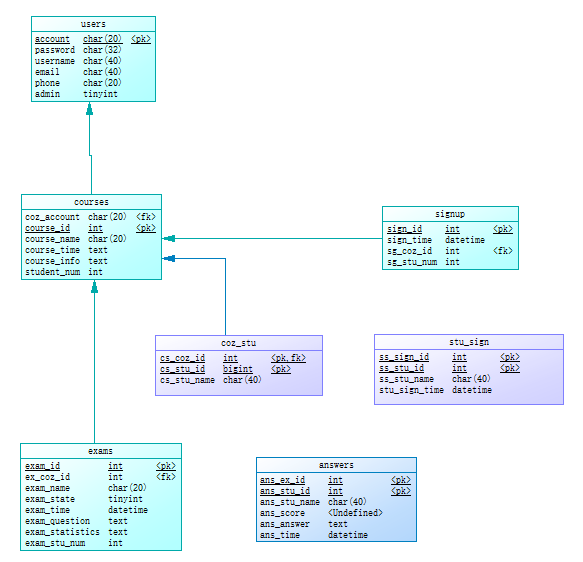 users
account char(20) <pk>
password char(32)
username char(40)
email char(40)
phone char(20)
admin tinyint
courses
coz_account char(20) <fk>
course_id int <pk>
course_name char(20)
course_time text
course_info text
student_num int
signup
sign_id int <pk>
sign_time datetime
sg_coz_id int <fk>
sg_stu_num int
coz_stu
cs_coz_id int <pk,fk>
cs_stu_id bigint <pk>
cs_stu_name char(40)
stu_sign
ss_sign_id int <pk>
ss_stu_id int <pk>
ss_stu_name char(40)
stu_sign_time datetime
exams
exam_id int <pk>
ex_coz_id int <fk>
exam_name char(20)
exam_state tinyint
exam_time datetime
exam_question text
exam_statistics text
exam_stu_num int
answers
ans_ex_id int <pk>
ans_stu_id int <pk>
ans_stu_name char(40)
ans_score <Undefined>
ans_answer text
ans_time datetime